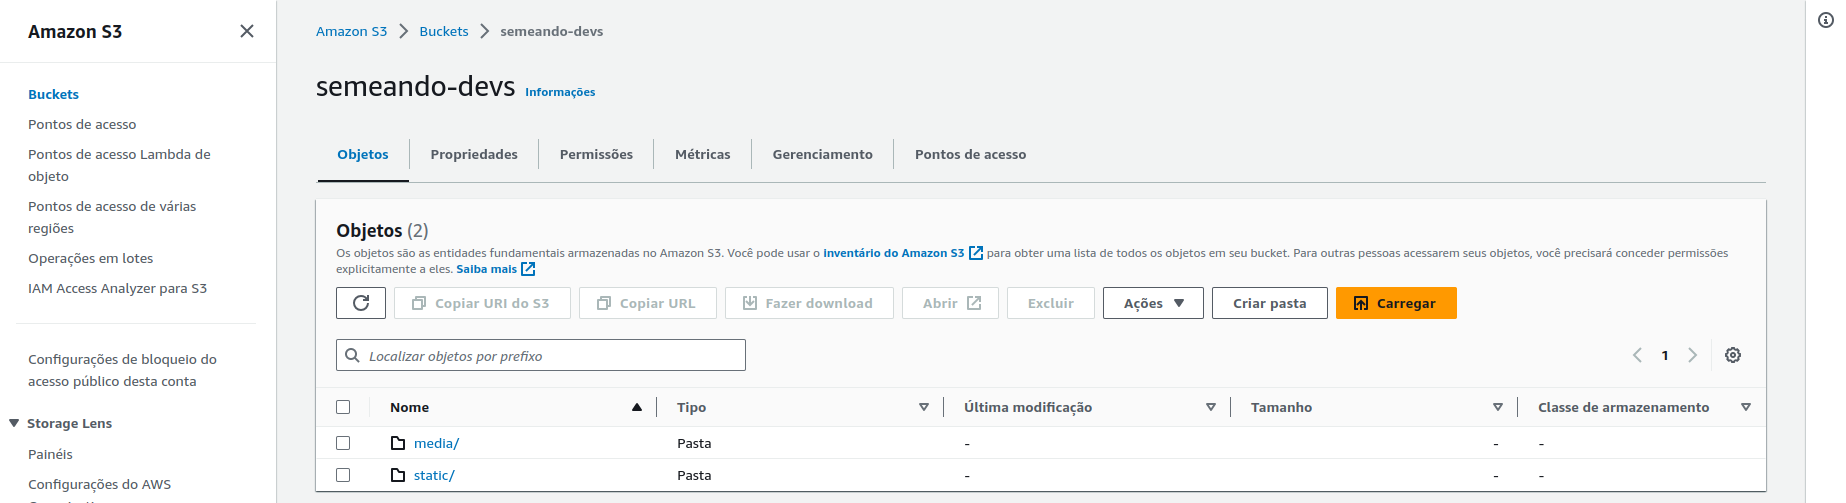 Amazon S3
Buckets
Pontos de acesso
Pontos de acesso Lambda de
objeto
Pontos de acesso de várias
regiões
Operações em lotes
IAM Access Analyzer para S3
Configurações de bloqueio do
acesso público desta conta
Storage Lens
Painéis
Configurações do AWS
Amazon S3 Buckets semeando-devs
semeando-devs Informações
Objetos Propriedades Permissões Métricas Gerenciamento Pontos de acesso
Objetos (2)
Os objetos são as entidades fundamentais armazenadas no Amazon S3. Você pode usar o inventário do Amazon S3 para obter uma lista de todos os objetos em seu bucket. Para outras pessoas acessarem seus objetos, você precisará conceder permissões
explicitamente a eles. Saiba mais
Copiar URI do S3 Copiar URL Fazer download Abrir Excluir Ações Criar pasta Carregar
Localizar objetos por prefixo 1
Nome Tipo Última modificação Tamanho Classe de armazenamento
media/ Pasta - - -
static/ Pasta - - -